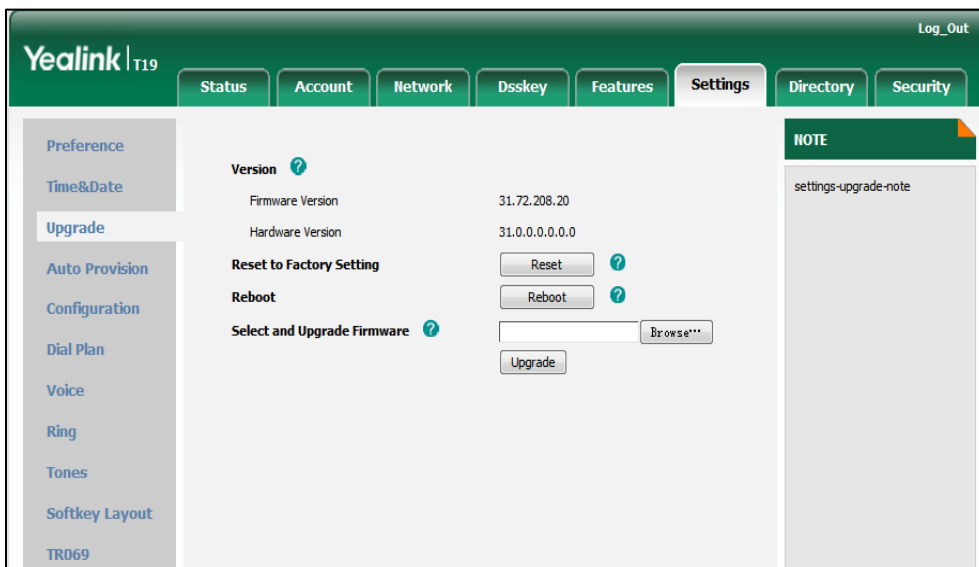 Log_Out
Yealink T19
Status Account Network Dsskey Features Settings Directory Security
Preference
Time&Date
Upgrade
Auto Provision
Configuration
Dial Plan
Voice
Ring
Tones
Softkey Layout
TR069
Version ?
Firmware Version 31.72.208.20
Hardware Version 31.0.0.0.0.0.0
Reset to Factory Setting Reset ?
Reboot Reboot ?
Select and Upgrade Firmware ? Browse...
Upgrade
NOTE
settings-upgrade-note